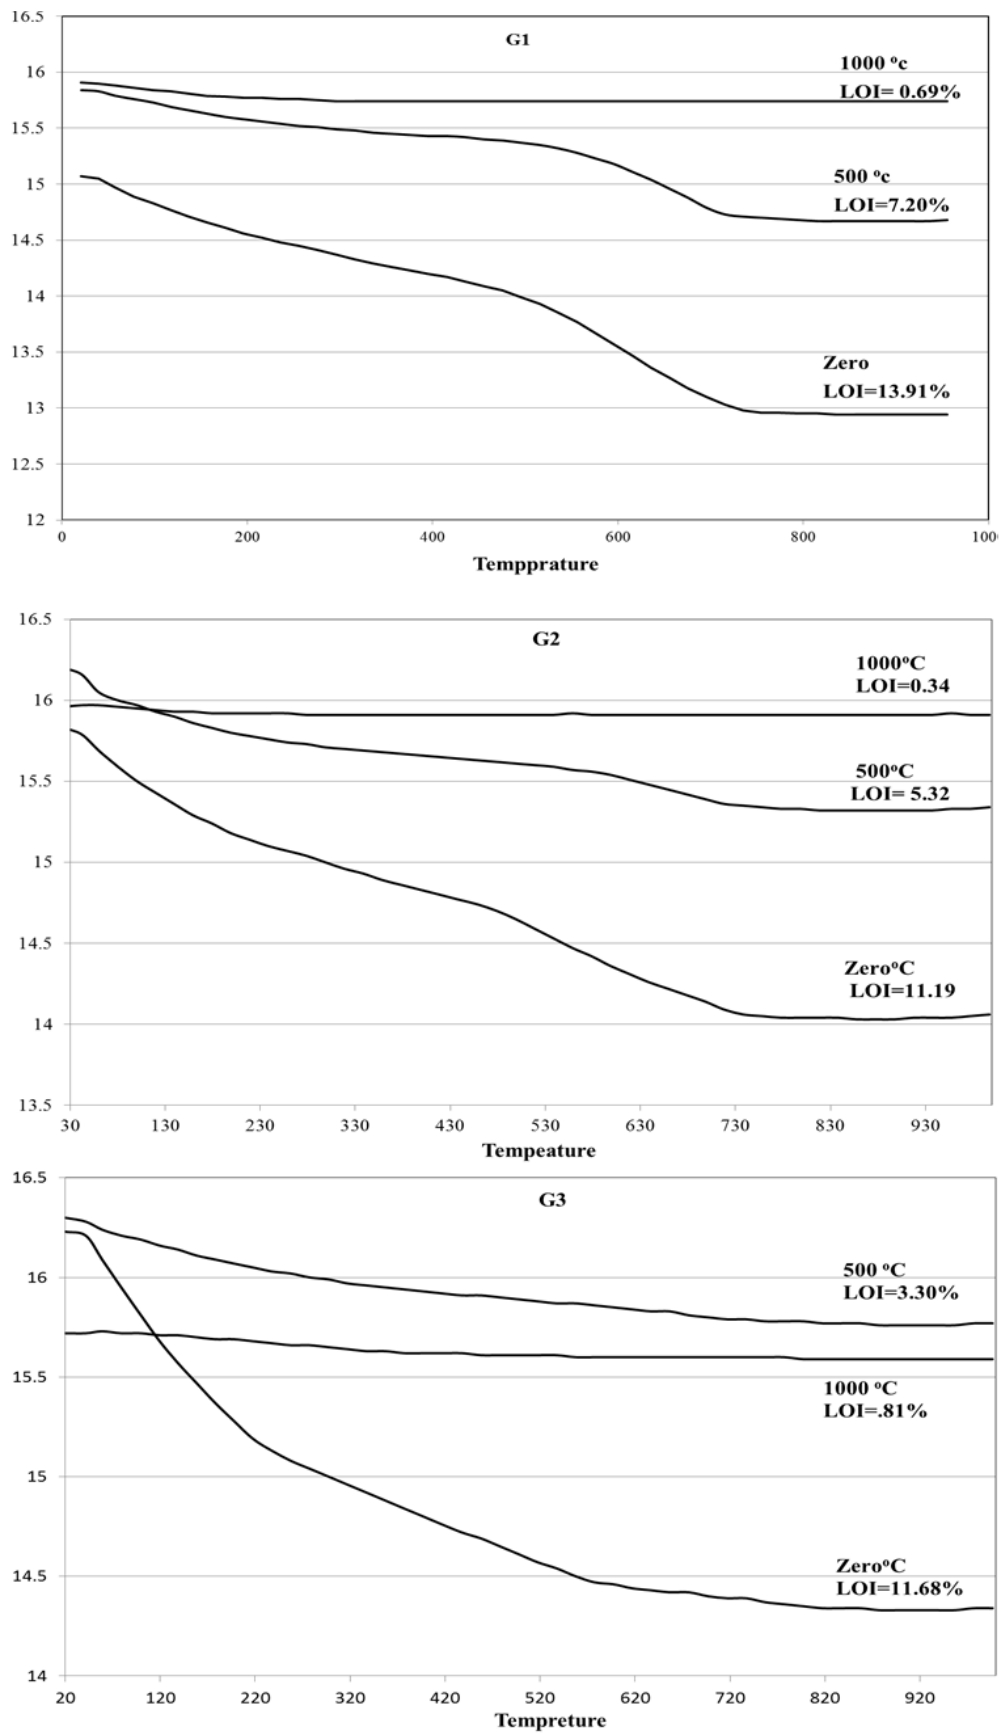 16.5
G1
1000 ºc
16
LOI= 0.69%
15.5
500 ºc
15
LOI=7.20%
14.5
14
13.5
Zero
LOI=13.91%
13
12.5
12
0 200 400 600 800 100
Tempprature
16.5
G2
1000ºC
LOI=0.34
16
500ºC
15.5
LOI= 5.32
15
14.5
ZeroºC
LOI=11.19
14
13.5
30 130 230 330 430 530 630 730 830 930
Tempeature
16.5
G3
16
500 ºC
LOI=3.30%
15.5
1000 ºC
LOI=.81%
15
14.5
ZeroºC
LOI=11.68%
14
20 120 220 320 420 520 620 720 820 920
Tempreture